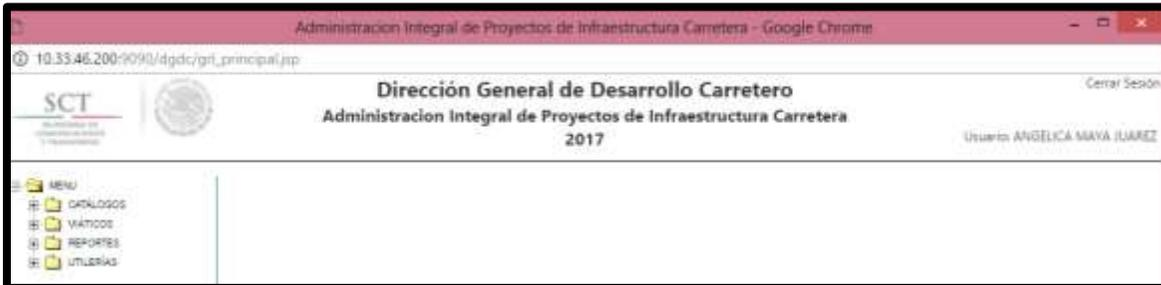 Administracion Integral de Proyectos de Infraestructura Carretera - Google Chrome
10.33.46.200:9090/dgdc/grl_principal.jsp
SCT
Dirección General de Desarrollo Carretero
Cerrar Sesión
Administracion Integral de Proyectos de Infraestructura Carretera
2017
Usuario: ANGELICA MAYA JUAREZ
MENU
CATÁLOGOS
VIÁTICOS
REPORTES
UTILERÍAS